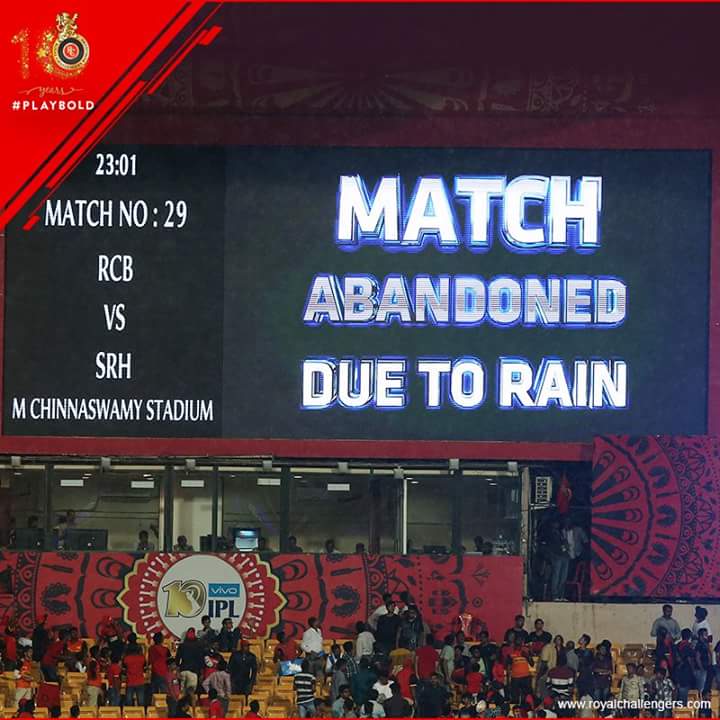 10
years
#PLAYBOLD
23:01
MATCH NO : 29
RCB
VS
SRH
M CHINNASWAMY STADIUM
MATCH
ABANDONED
DUE TO RAIN
10
vivo
IPL
www.royalchallengers.com